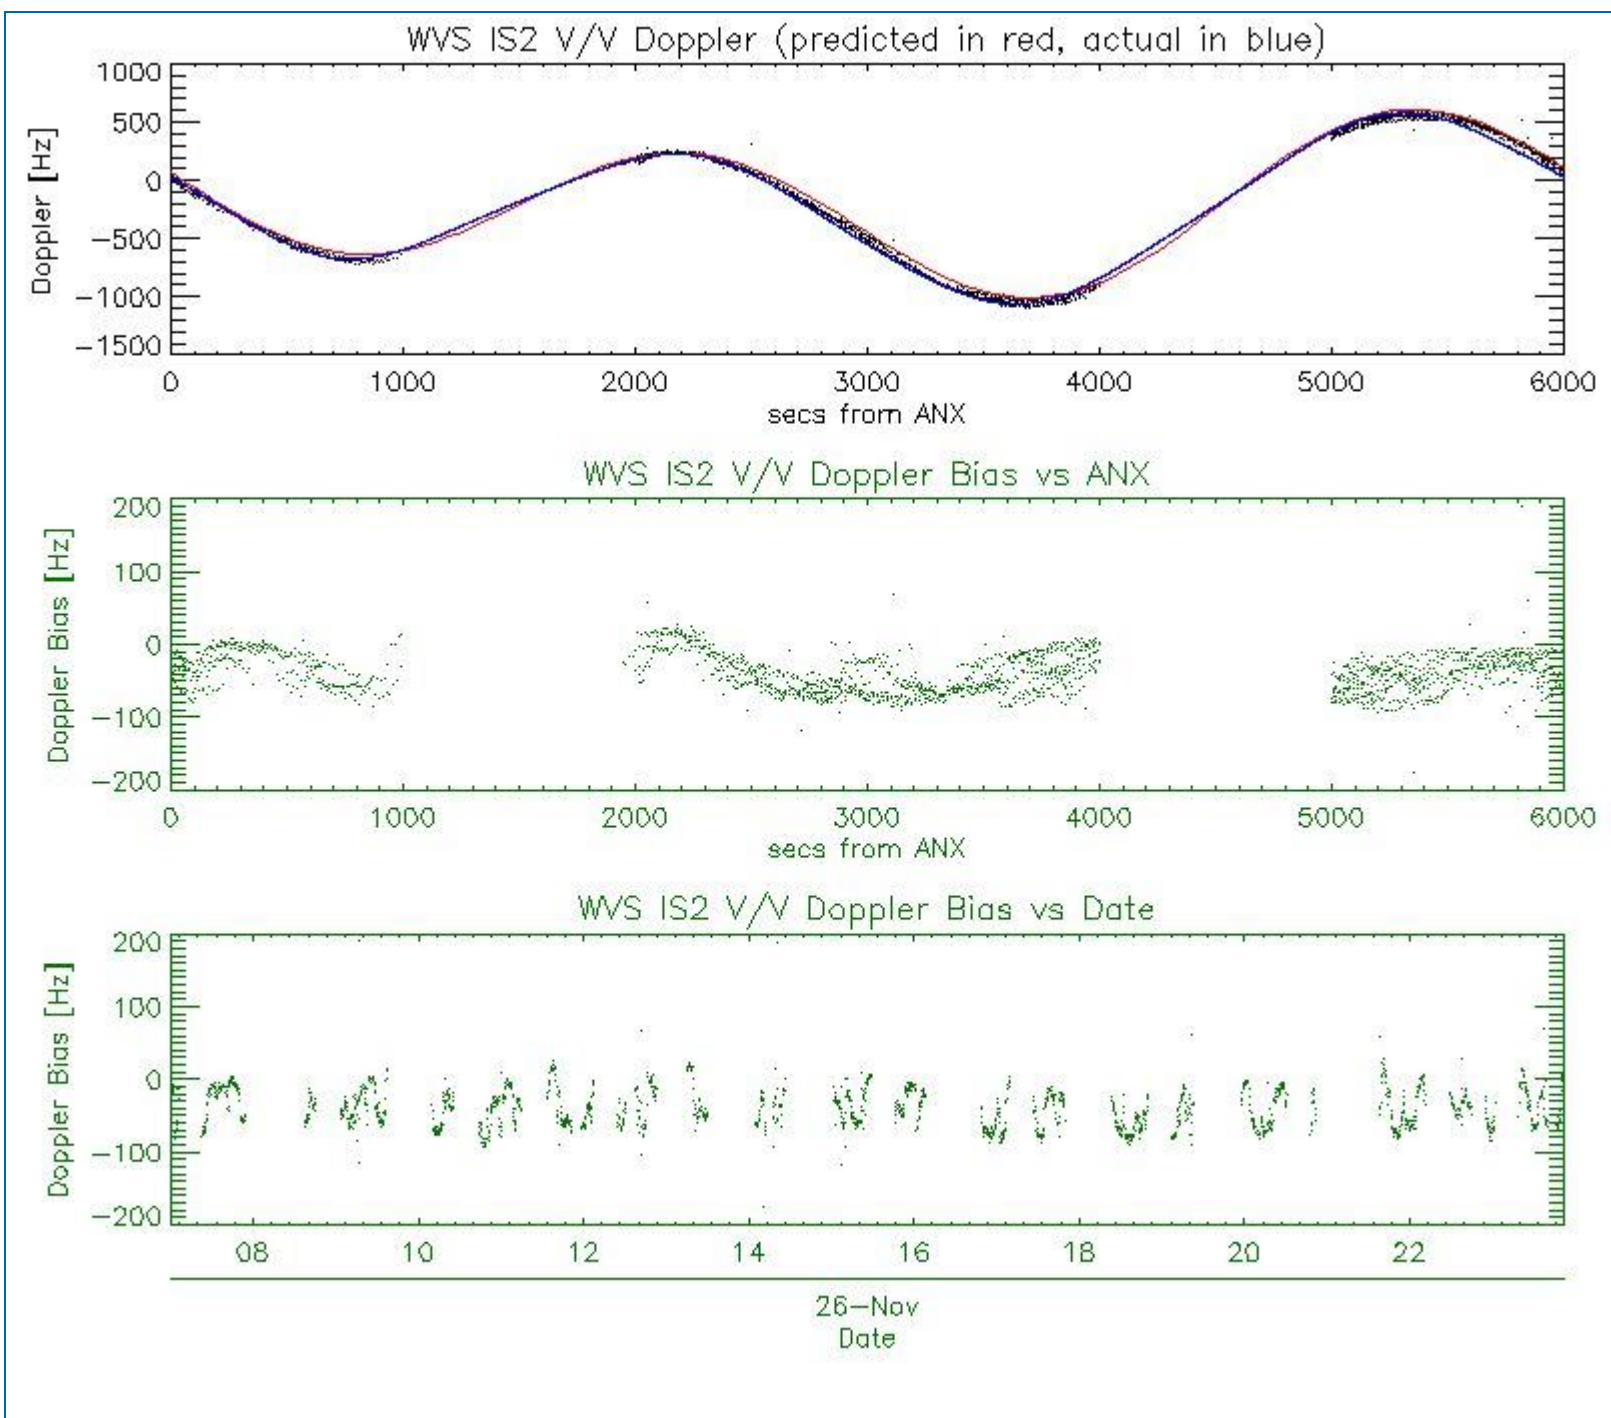 WVS IS2 V/V Doppler (predicted in red, actual in blue)
Doppler [Hz]
1000
500
0
−500
−1000
−1500
0 1000 2000 3000 4000 5000 6000
secs from ANX
WVS IS2 V/V Doppler Bias vs ANX
Doppler Bias [Hz]
200
100
0
−100
−200
0 1000 2000 3000 4000 5000 6000
secs from ANX
WVS IS2 V/V Doppler Bias vs Date
Doppler Bias [Hz]
200
100
0
−100
−200
08 10 12 14 16 18 20 22
26−Nov
Date